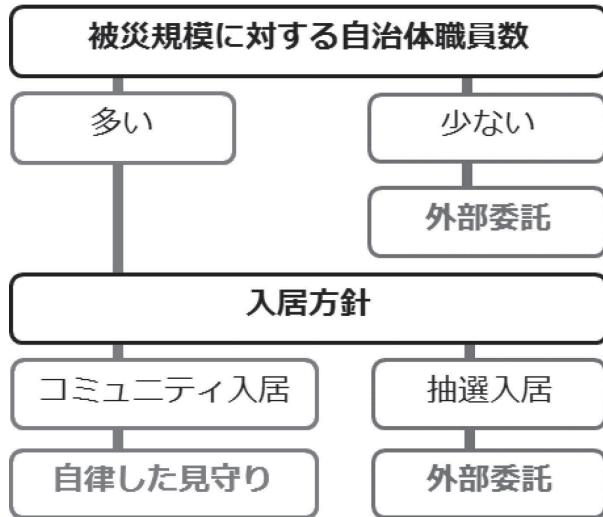 被災規模に対する自治体職員数
多い
少ない
外部委託
入居方針
コミュニティ入居
抽選入居
自律した見守り
外部委託